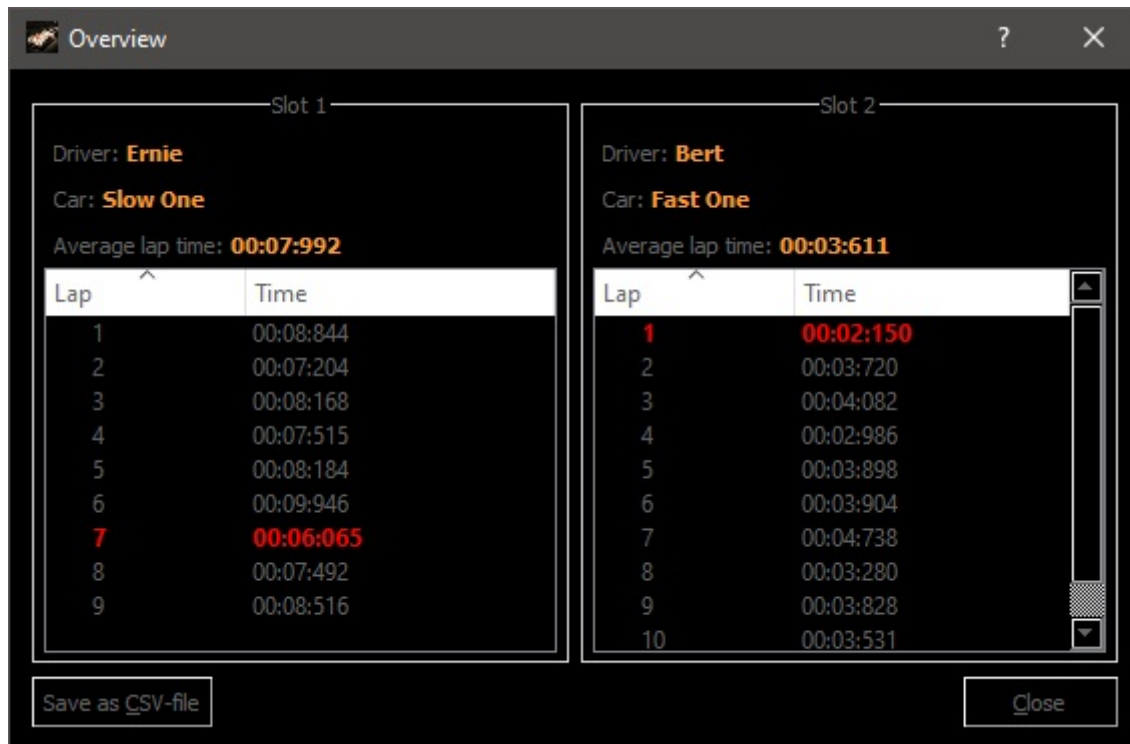 Overview
Slot 1
Driver: Ernie
Car: Slow One
Average lap time: 00:07:992
Lap Time
1 00:08:844
2 00:07:204
3 00:08:168
4 00:07:515
5 00:08:184
6 00:09:946
7 00:06:065
8 00:07:492
9 00:08:516
Slot 2
Driver: Bert
Car: Fast One
Average lap time: 00:03:611
Lap Time
1 00:02:150
2 00:03:720
3 00:04:082
4 00:02:986
5 00:03:898
6 00:03:904
7 00:04:738
8 00:03:280
9 00:03:828
10 00:03:531
Save as CSV-file
Close